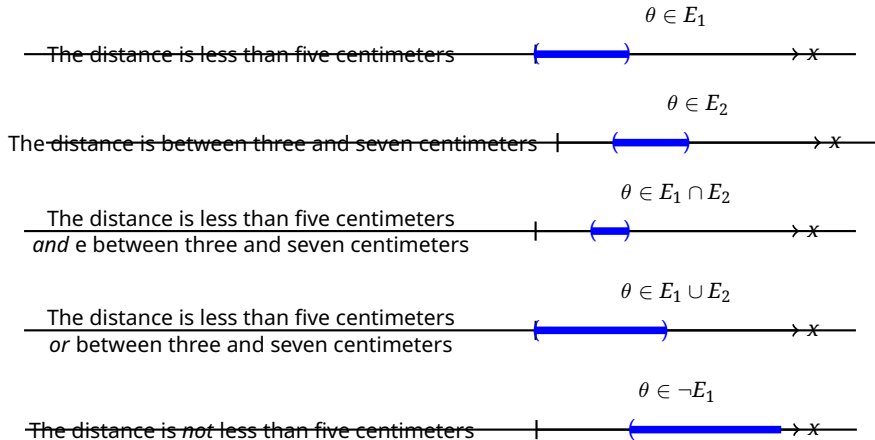 θ ∈ E₁
The distance is less than five centimeters
x
θ ∈ E₂
The distance is between three and seven centimeters
x
θ ∈ E₁ ∩ E₂
The distance is less than five centimeters
and e between three and seven centimeters
x
θ ∈ E₁ ∪ E₂
The distance is less than five centimeters
or between three and seven centimeters
x
θ ∈ ¬E₁
The distance is not less than five centimeters
x